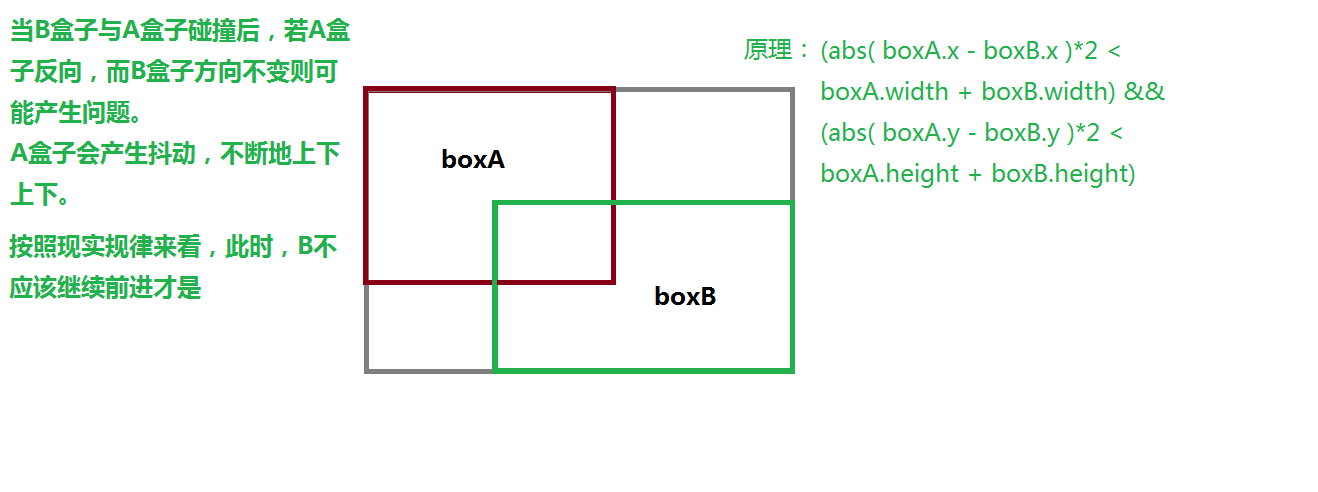 当B盒子与A盒子碰撞后，若A盒
子反向，而B盒子方向不变则可
能产生问题。
A盒子会产生抖动，不断地上下
上下。
按照现实规律来看，此时，B不
应该继续前进才是
boxA
boxB
原理： (abs( boxA.x - boxB.x )*2 <
boxA.width + boxB.width) &&
(abs( boxA.y - boxB.y )*2 <
boxA.height + boxB.height)